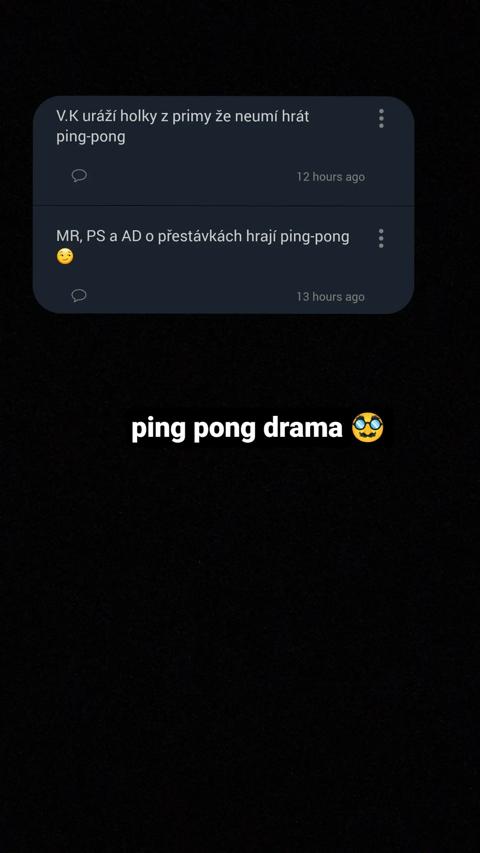 V.K uráží holky z primy že neumí hrát
ping-pong
12 hours ago
MR, PS a AD o přestávkách hrají ping-pong
😏
13 hours ago
ping pong drama 🥸